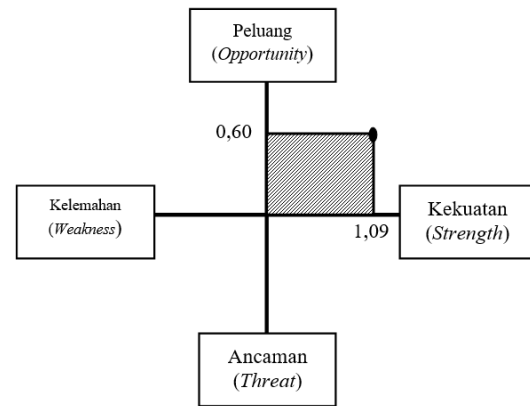 Peluang
(Opportunity)
0,60
Kelemahan
(Weakness)
Kekuatan
(Strength)
1,09
Ancaman
(Threat)